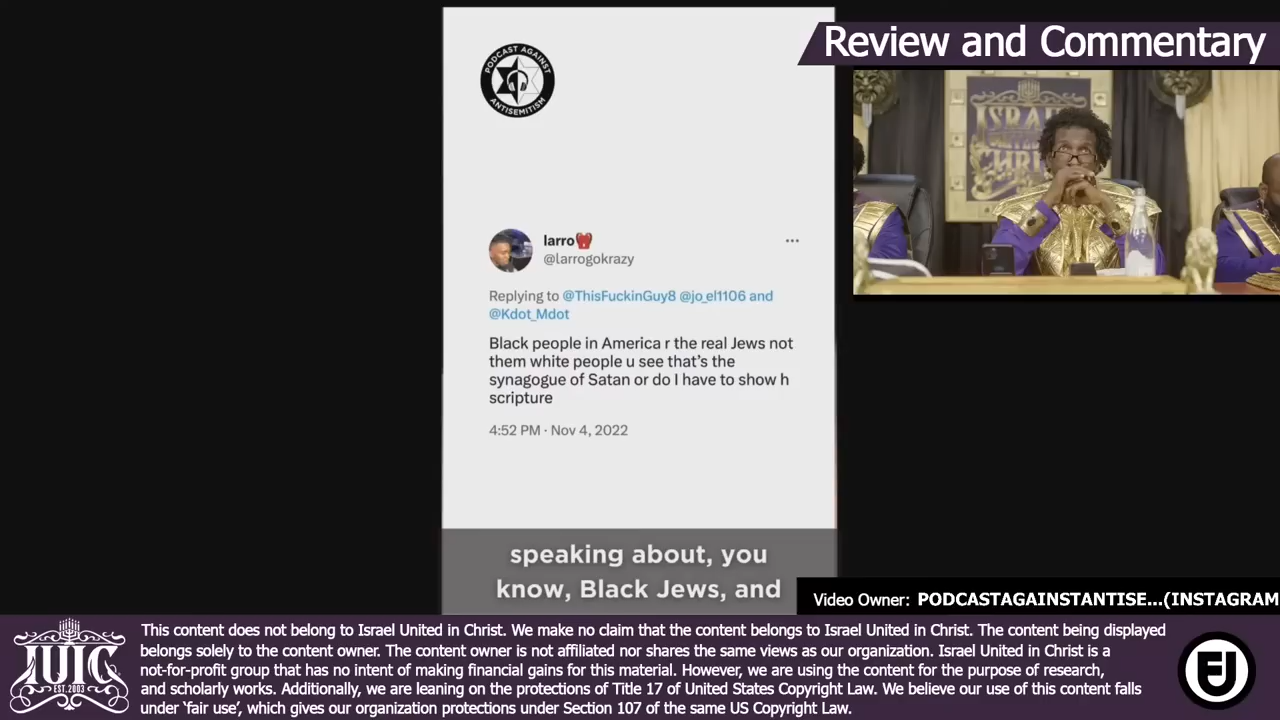 Review and Commentary
PODCAST AGAINST
ANTISEMITISM
ISRAEL
UNITED IN
CHRIST
larro
@larrogokrazy
Replying to @ThisFuckinGuy8 @jo_el1106 and
@Kdot_Mdot
Black people in America r the real Jews not
them white people u see that's the
synagogue of Satan or do I have to show h
scripture
4:52 PM · Nov 4, 2022
speaking about, you
know, Black Jews, and
Video Owner: PODCASTAGAINSTANTISE...(INSTAGRAM
IUIC
EST. 2003
This content does not belong to Israel United in Christ. We make no claim that the content belongs to Israel United in Christ. The content being displayed
belongs solely to the content owner. The content owner is not affiliated nor shares the same views as our organization. Israel United in Christ is a
not-for-profit group that has no intent of making financial gains for this material. However, we are using the content for the purpose of research,
and scholarly works. Additionally, we are leaning on the protections of Title 17 of United States Copyright Law. We believe our use of this content falls
under 'fair use', which gives our organization protections under Section 107 of the same US Copyright Law.